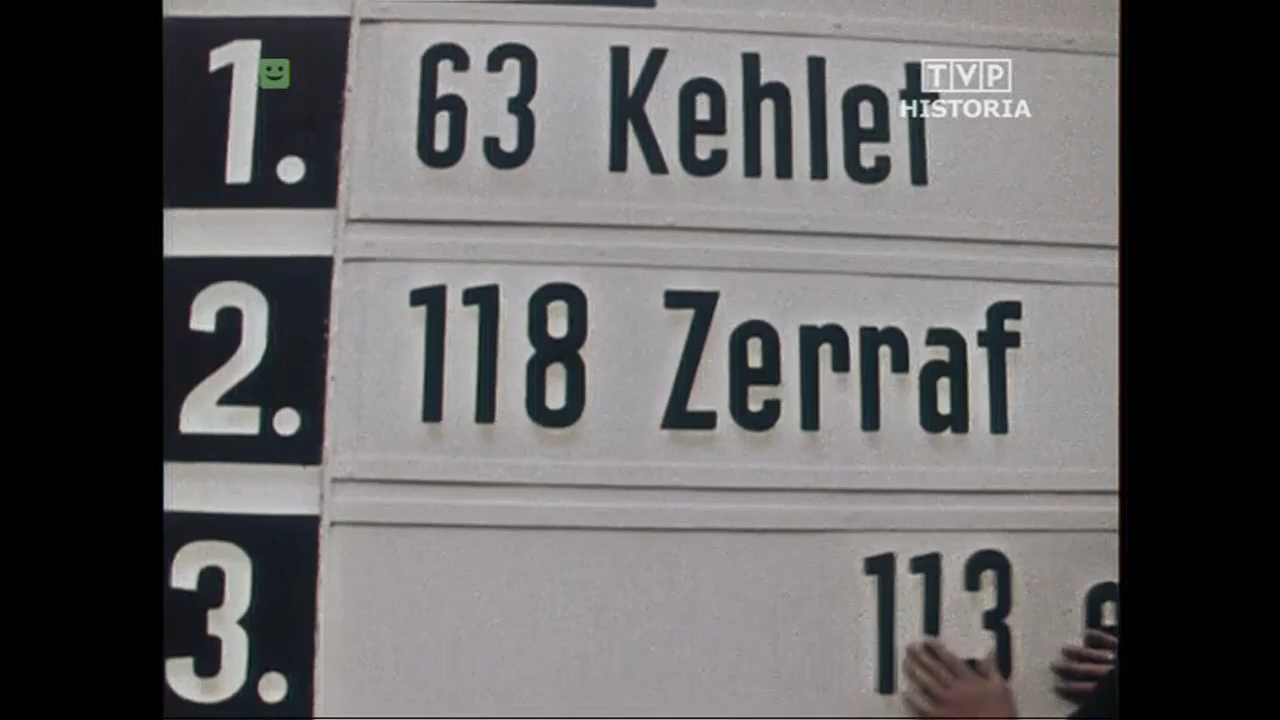 1. 63 Kehlet
TVP
HISTORIA
2. 118 Zerraf
3. 113